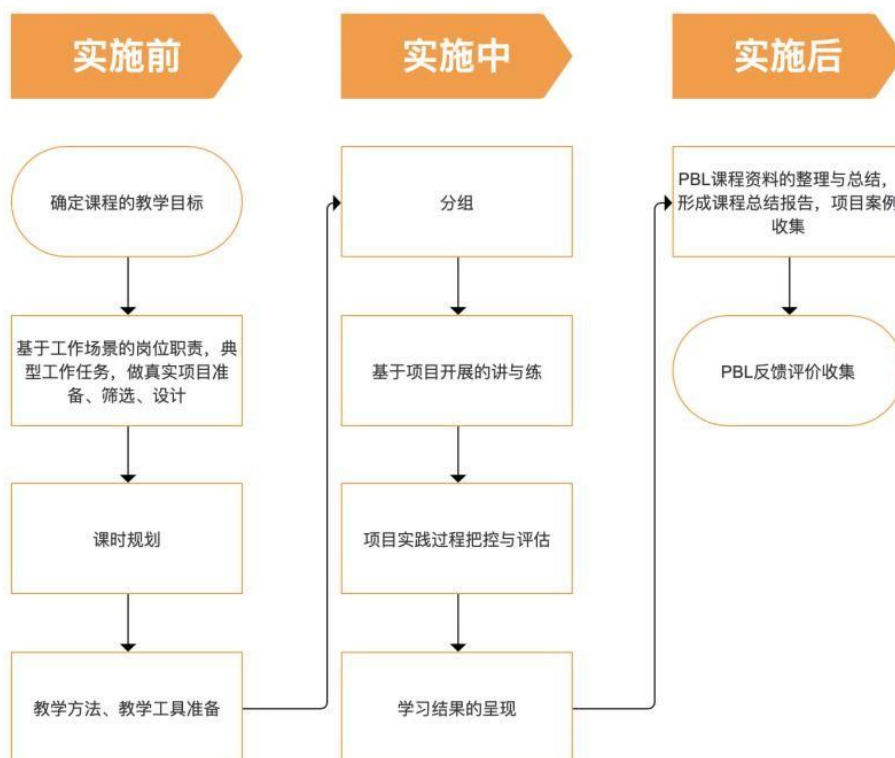 实施前
实施中
实施后
确定课程的教学目标
基于工作场景的岗位职责，典
型工作任务，做真实项目准
备、筛选、设计
课时规划
教学方法、教学工具准备
分组
基于项目开展的讲与练
项目实践过程把控与评估
学习结果的呈现
PBL课程资料的整理与总结，
形成课程总结报告，项目案例
收集
PBL反馈评价收集